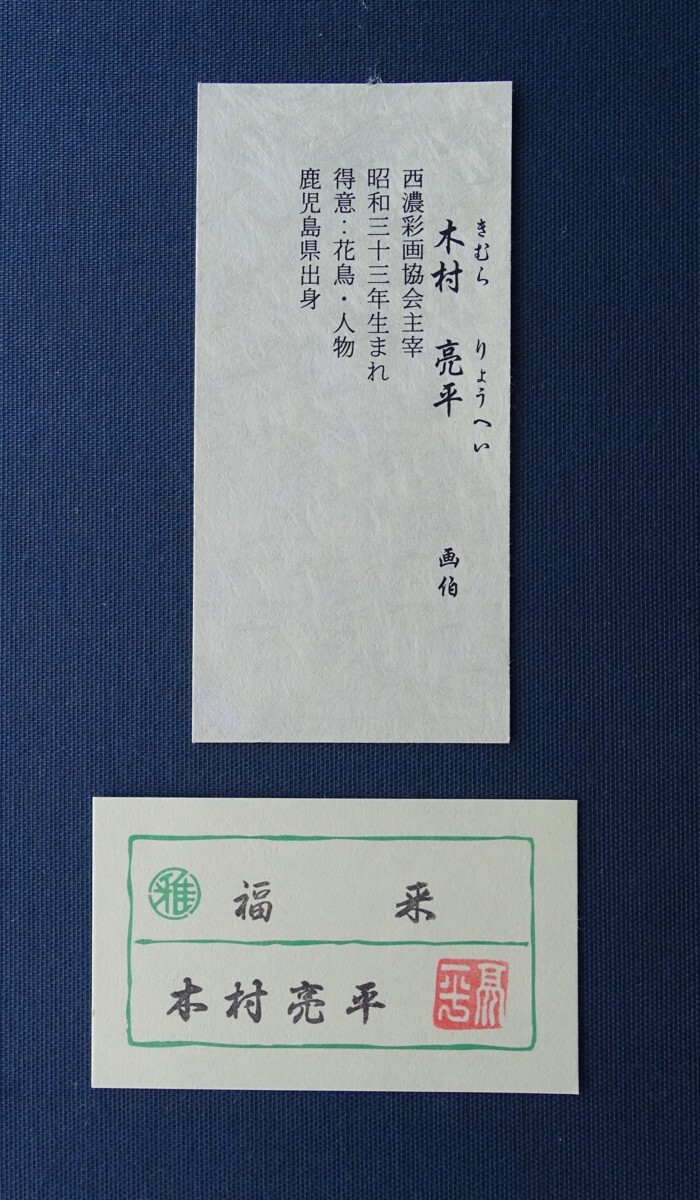 きむら りょうへい
木村 亮平 画伯
西濃彩画協会主宰
昭和三十三年生まれ
得意：花鳥・人物
鹿児島県出身
雅 福来
木村亮平
亮平